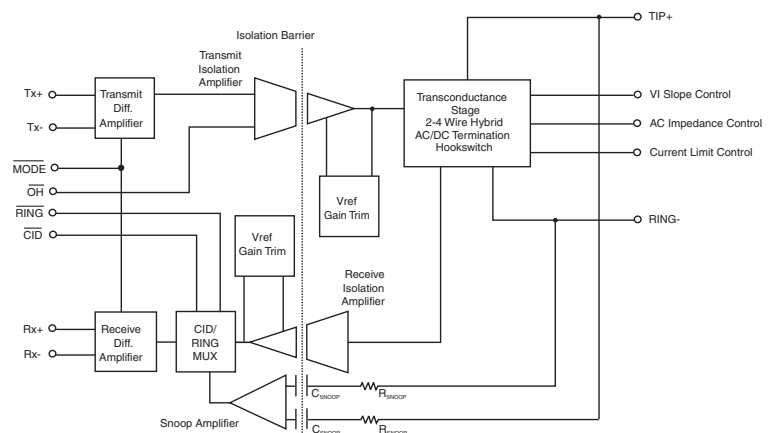 TIP+
Isolation Barrier
Transmit
Isolation
Amplifier
Tx+
Tx-
Transmit
Diff.
Amplifier
Transconductance
Stage
2-4 Wire Hybrid
AC/DC Termination
Hookswitch
VI Slope Control
AC Impedance Control
Current Limit Control
MODE
OH
RING
CID
Vref
Gain Trim
Vref
Gain Trim
RING-
Receive
Isolation
Amplifier
Rx+
Rx-
Receive
Diff.
Amplifier
CID/
RING
MUX
CSNOOP
RSNOOP
Snoop Amplifier
CSNOOP
RSNOOP